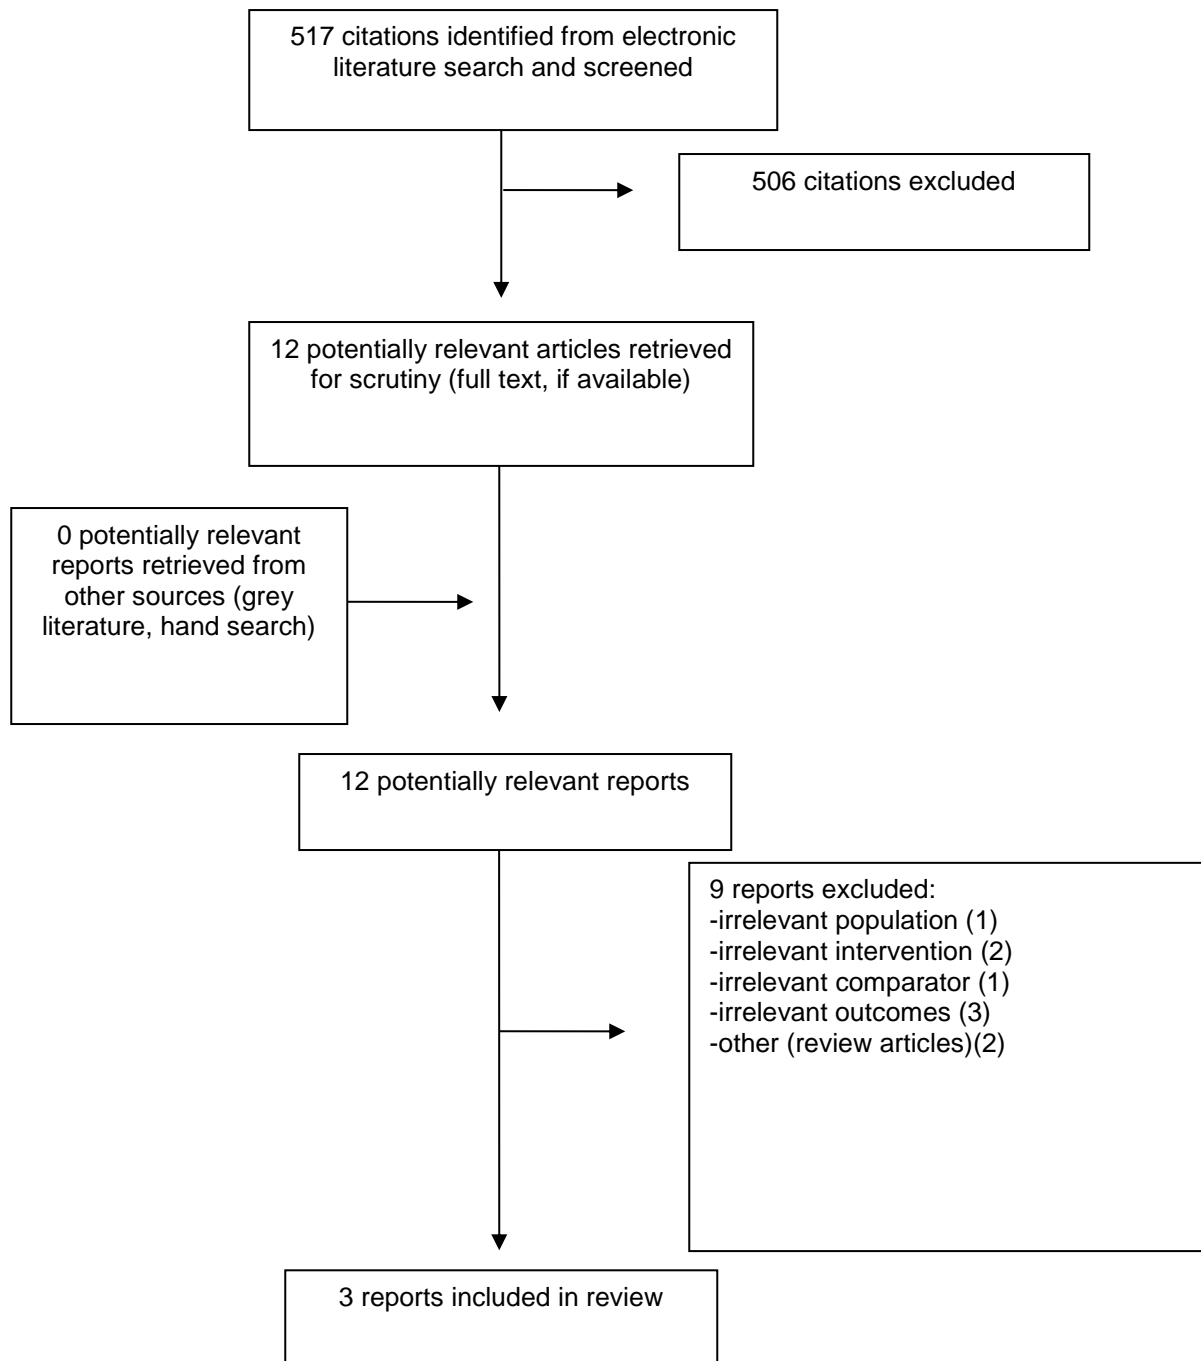 517 citations identified from electronic
literature search and screened
506 citations excluded
12 potentially relevant articles retrieved
for scrutiny (full text, if available)
0 potentially relevant
reports retrieved from
other sources (grey
literature, hand search)
12 potentially relevant reports
9 reports excluded:
-irrelevant population (1)
-irrelevant intervention (2)
-irrelevant comparator (1)
-irrelevant outcomes (3)
-other (review articles)(2)
3 reports included in review